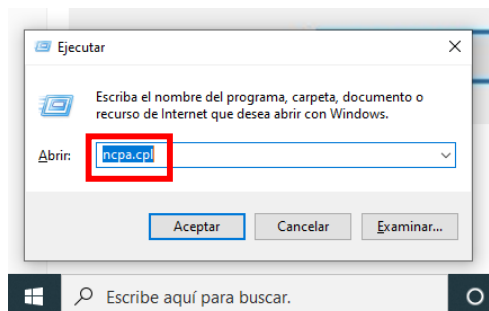 Ejecutar
Escriba el nombre del programa, carpeta, documento o
recurso de Internet que desea abrir con Windows.
Abrir: ncpa.cpl
Aceptar Cancelar Examinar...
Escribe aquí para buscar.